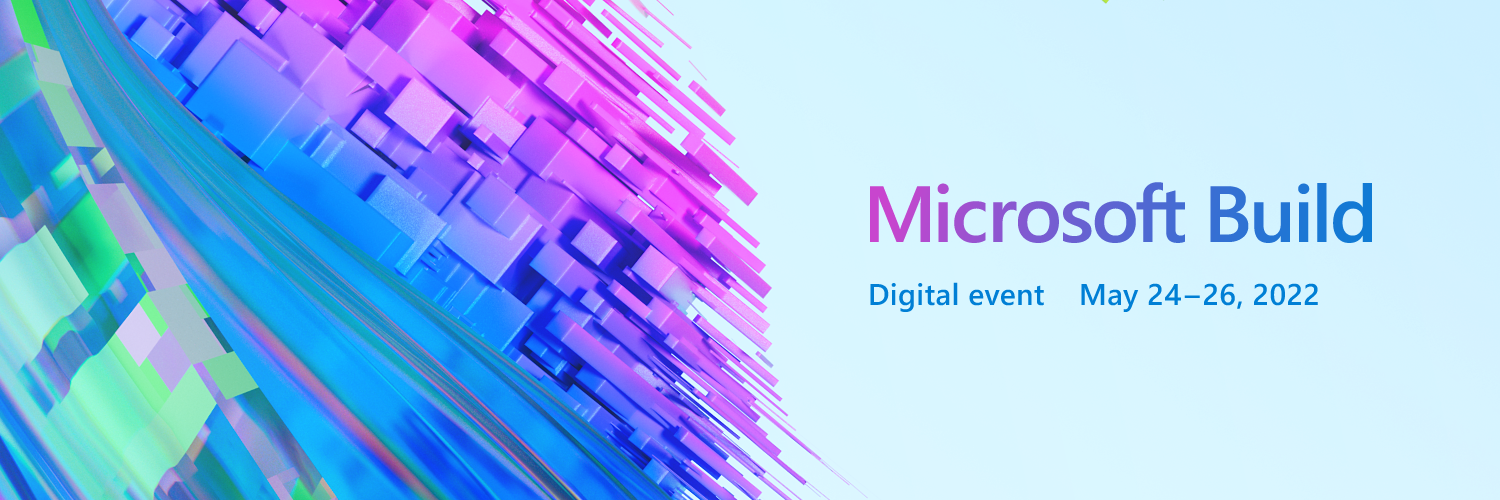 Microsoft Build
Digital event May 24–26, 2022